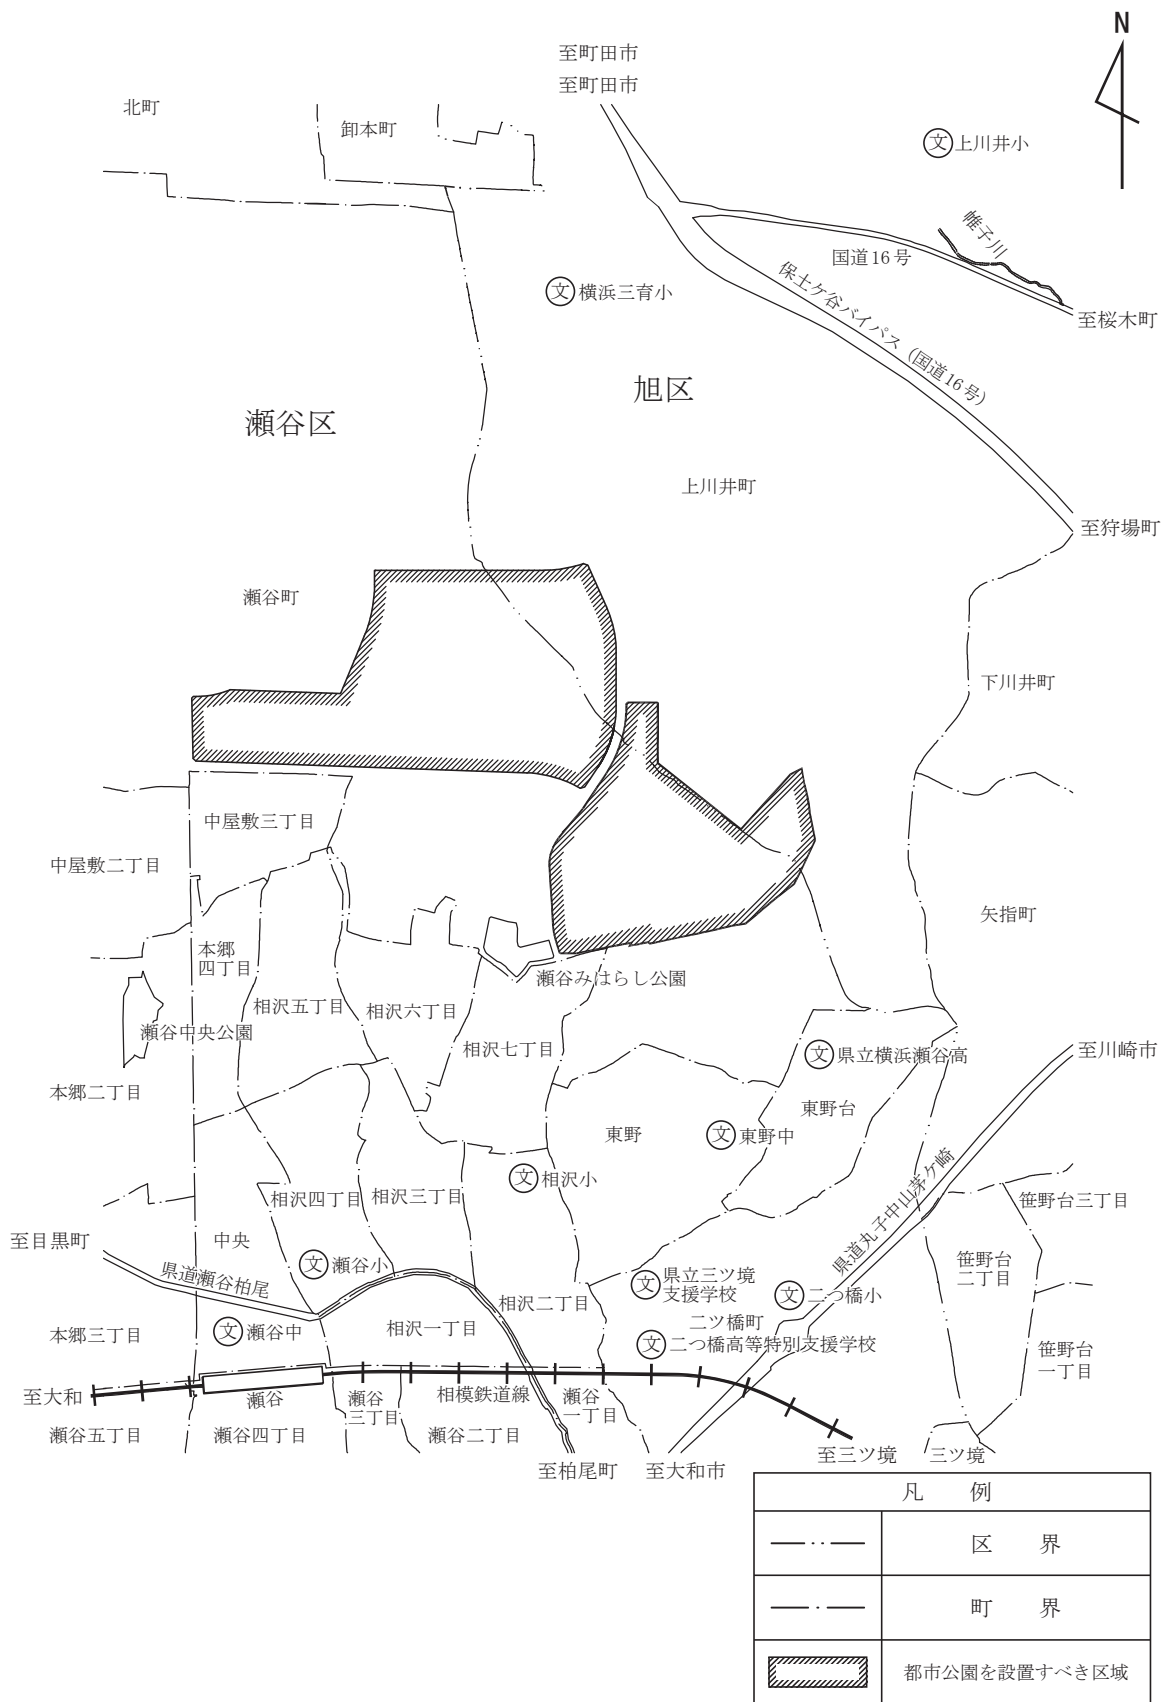 N
至町田市
至町田市
北町
卸本町
上川井小
文
帷子川
国道16号
横浜三育小
文
保土ケ谷バイパス（国道16号）
至桜木町
旭区
瀬谷区
上川井町
至狩場町
瀬谷町
下川井町
中屋敷三丁目
中屋敷二丁目
矢指町
本郷
四丁目
瀬谷みはらし公園
相沢五丁目
相沢六丁目
瀬谷中央公園
相沢七丁目
文
県立横浜瀬谷高
至川崎市
本郷二丁目
東野台
東野
文
東野中
県道丸子中山茅ケ崎
文
相沢小
相沢四丁目
相沢三丁目
笹野台三丁目
至目黒町
中央
文
瀬谷小
県道瀬谷柏尾
笹野台
二丁目
文
県立三ツ境
支援学校
文
二つ橋小
相沢二丁目
二ツ橋町
本郷三丁目
文
瀬谷中
相沢一丁目
文
二つ橋高等特別支援学校
笹野台
一丁目
至大和
瀬谷
瀬谷
三丁目
相模鉄道線
瀬谷
一丁目
瀬谷五丁目
瀬谷四丁目
瀬谷二丁目
至柏尾町
至大和市
至三ツ境
三ツ境
凡　例
区　界
町　界
都市公園を設置すべき区域